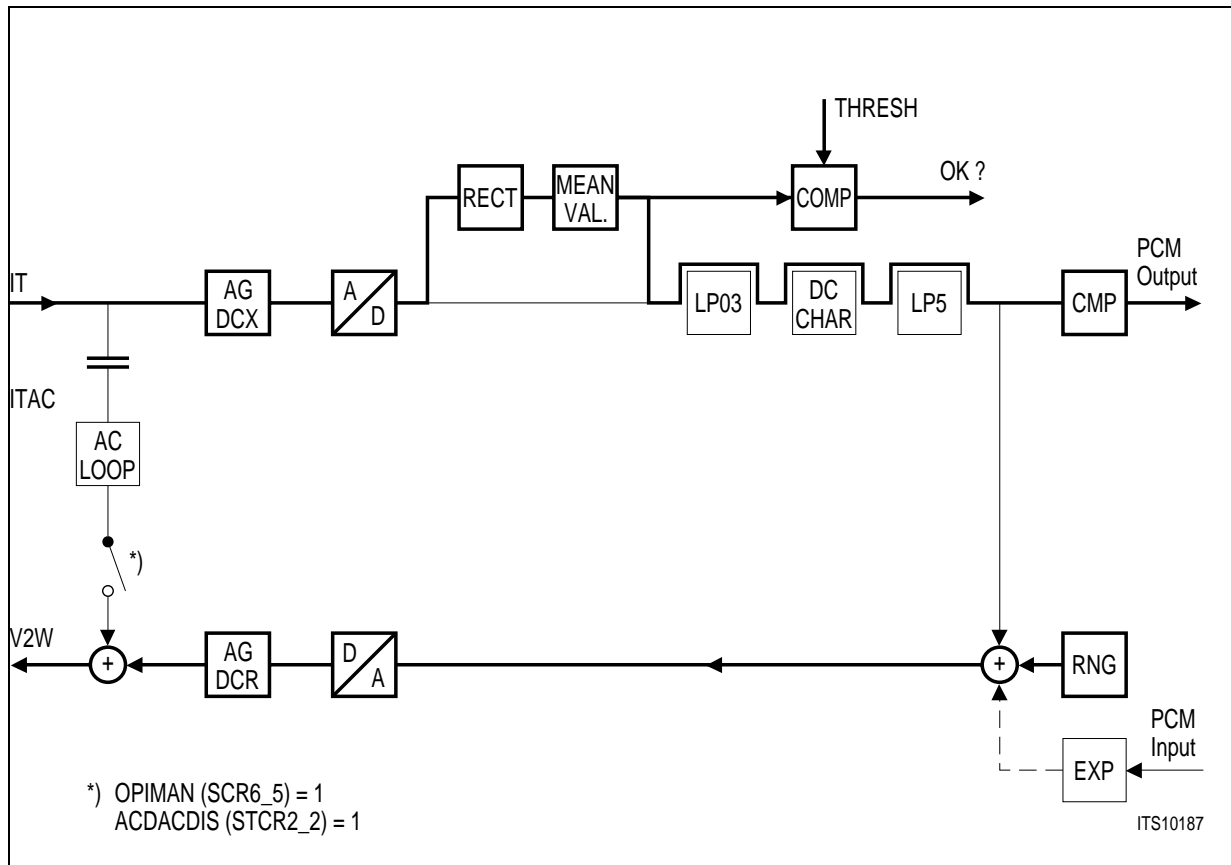 THRESH
OK ?
RECT
MEAN
VAL.
COMP
IT
AG
DCX
A
D
LP03
DC
CHAR
LP5
CMP
PCM
Output
ITAC
AC
LOOP
*)
V2W
+
AG
DCR
D
A
+
RNG
PCM
Input
EXP
*) OPIMAN (SCR6_5) = 1
ACDACDIS (STCR2_2) = 1
ITS10187